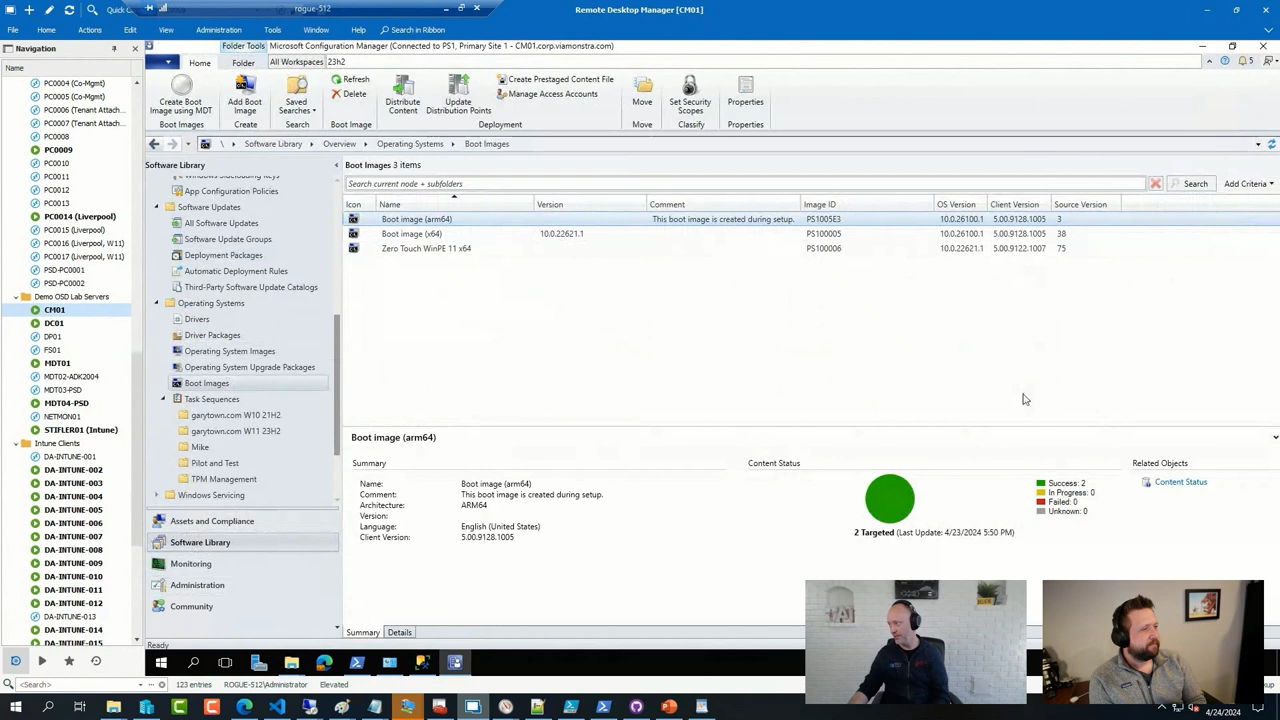 Quick C
rogue-512
Remote Desktop Manager [CM01]
File
Home
Actions
Edit
View
Administration
Tools
Window
Help
Search in Ribbon
Navigation
Name
PC0004 (Co-Mgmt)
PC0005 (Co-Mgmt)
PC0006 (Tenant Attach...
PC0007 (Tenant Attach...
PC0008
PC0009
PC0010
PC0011
PC0012
PC0013
PC0014 (Liverpool)
PC0015 (Liverpool)
PC0016 (Liverpool, W11)
PC0017 (Liverpool, W11)
PSD-PC0001
PSD-PC0002
Demo OSD Lab Servers
CM01
DC01
DP01
FS01
MDT01
MDT02-ADK2004
MDT03-PSD
MDT04-PSD
NETMON01
STIFLER01 (Intune)
Intune Clients
DA-INTUNE-001
DA-INTUNE-002
DA-INTUNE-003
DA-INTUNE-004
DA-INTUNE-005
DA-INTUNE-006
DA-INTUNE-007
DA-INTUNE-008
DA-INTUNE-009
DA-INTUNE-010
DA-INTUNE-011
DA-INTUNE-012
DA-INTUNE-013
DA-INTUNE-014
DA-INTUNE-015
Folder Tools
Microsoft Configuration Manager (Connected to PS1, Primary Site 1 - CM01.corp.viamonstra.com)
Home
Folder
All Workspaces
23h2
5
Create Boot Image using MDT
Boot Images
Add Boot Image
Create
Saved Searches
Search
Refresh
Delete
Boot Image
Distribute Content
Update Distribution Points
Create Prestaged Content File
Manage Access Accounts
Deployment
Move
Move
Set Security Scopes
Classify
Properties
Properties
\
Software Library
Overview
Operating Systems
Boot Images
Software Library
App Configuration Policies
Software Updates
All Software Updates
Software Update Groups
Deployment Packages
Automatic Deployment Rules
Third-Party Software Update Catalogs
Operating Systems
Drivers
Driver Packages
Operating System Images
Operating System Upgrade Packages
Boot Images
Task Sequences
garytown.com W10 21H2
garytown.com W11 23H2
Mike
Pilot and Test
TPM Management
Windows Servicing
Assets and Compliance
Software Library
Monitoring
Administration
Community
Boot Images 3 items
Search current node + subfolders
Search
Add Criteria
Icon Name Version Comment Image ID OS Version Client Version Source Version
Boot image (arm64) This boot image is created during setup. PS1005E3 10.0.26100.1 5.00.9128.1005 3
Boot image (x64) 10.0.22621.1 PS100005 10.0.26100.1 5.00.9128.1005 38
Zero Touch WinPE 11 x64 PS100006 10.0.22621.1 5.00.9122.1007 75
Boot image (arm64)
Summary
Name: Boot image (arm64)
Comment: This boot image is created during setup.
Architecture: ARM64
Version:
Language: English (United States)
Client Version: 5.00.9128.1005
Content Status
Success: 2
In Progress: 0
Failed: 0
Unknown: 0
2 Targeted (Last Update: 4/23/2024 5:50 PM)
Related Objects
Content Status
Summary
Details
Ready
<Search>
123 entries
ROGUE-512\Administrator
Elevated
4/24/2024